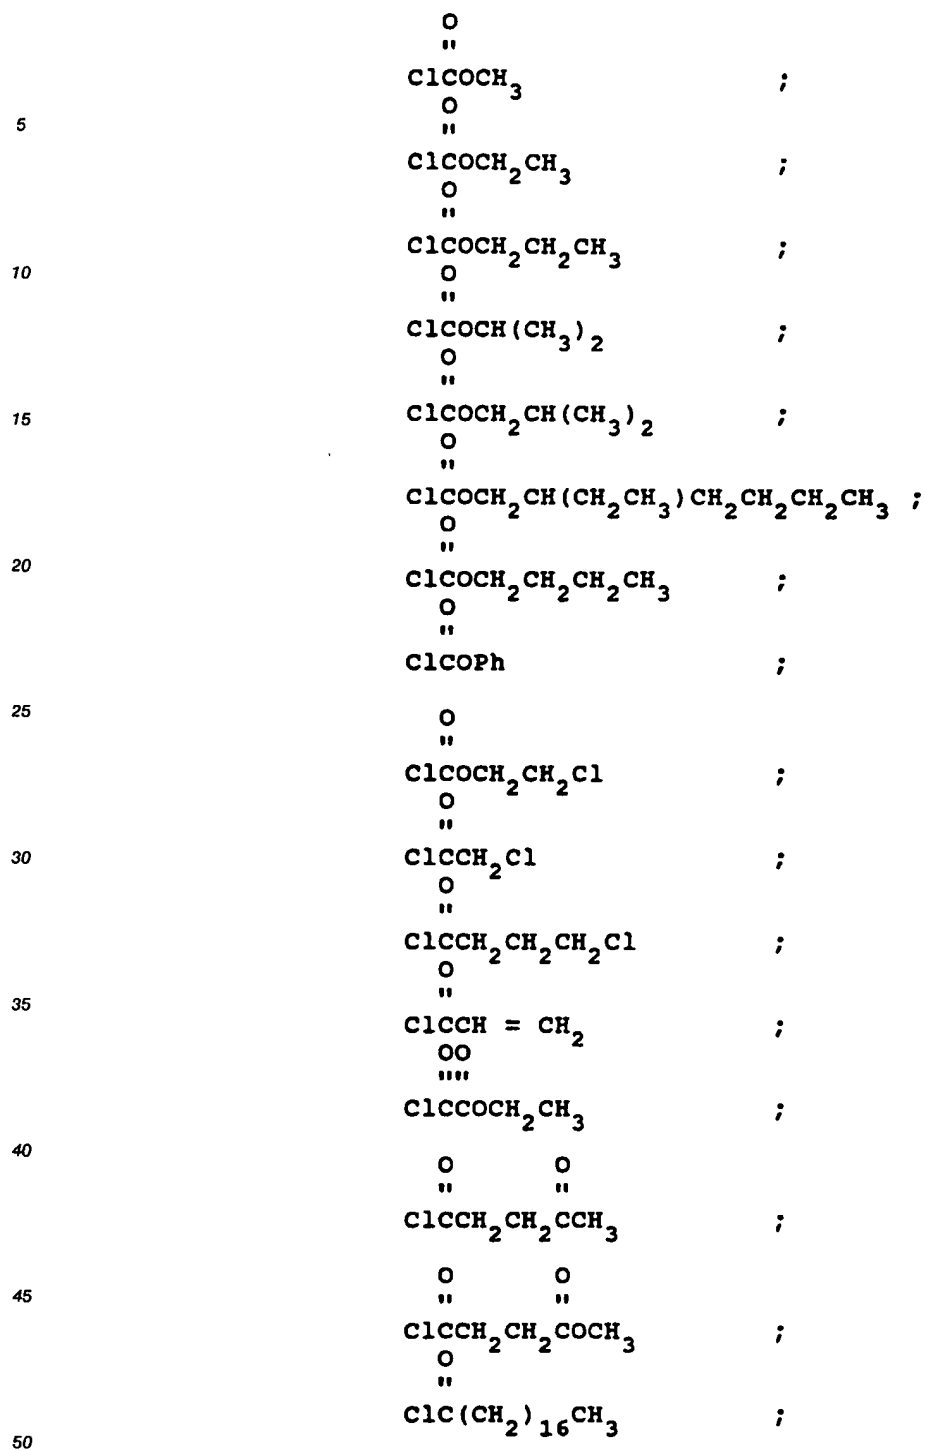 O
"
ClCOCH3 ;
O
5
"
ClCOCH2CH3 ;
O
"
ClCOCH2CH2CH3 ;
O
10
"
ClCOCH(CH3)2 ;
O
"
ClCOCH2CH(CH3)2 ;
15
O
"
ClCOCH2CH(CH2CH3)CH2CH2CH2CH3 ;
O
"
20
ClCOCH2CH2CH2CH3 ;
O
"
ClCOPh ;
25
O
"
ClCOCH2CH2Cl ;
O
"
ClCCH2Cl ;
30
O
"
ClCCH2CH2CH2Cl ;
O
"
35
ClCCH = CH2 ;
OO
""
ClCCOCH2CH3 ;
40
O O
" "
ClCCH2CH2CCH3 ;
O O
45
" "
ClCCH2CH2COCH3 ;
O
"
ClC(CH2)16CH3 ;
50